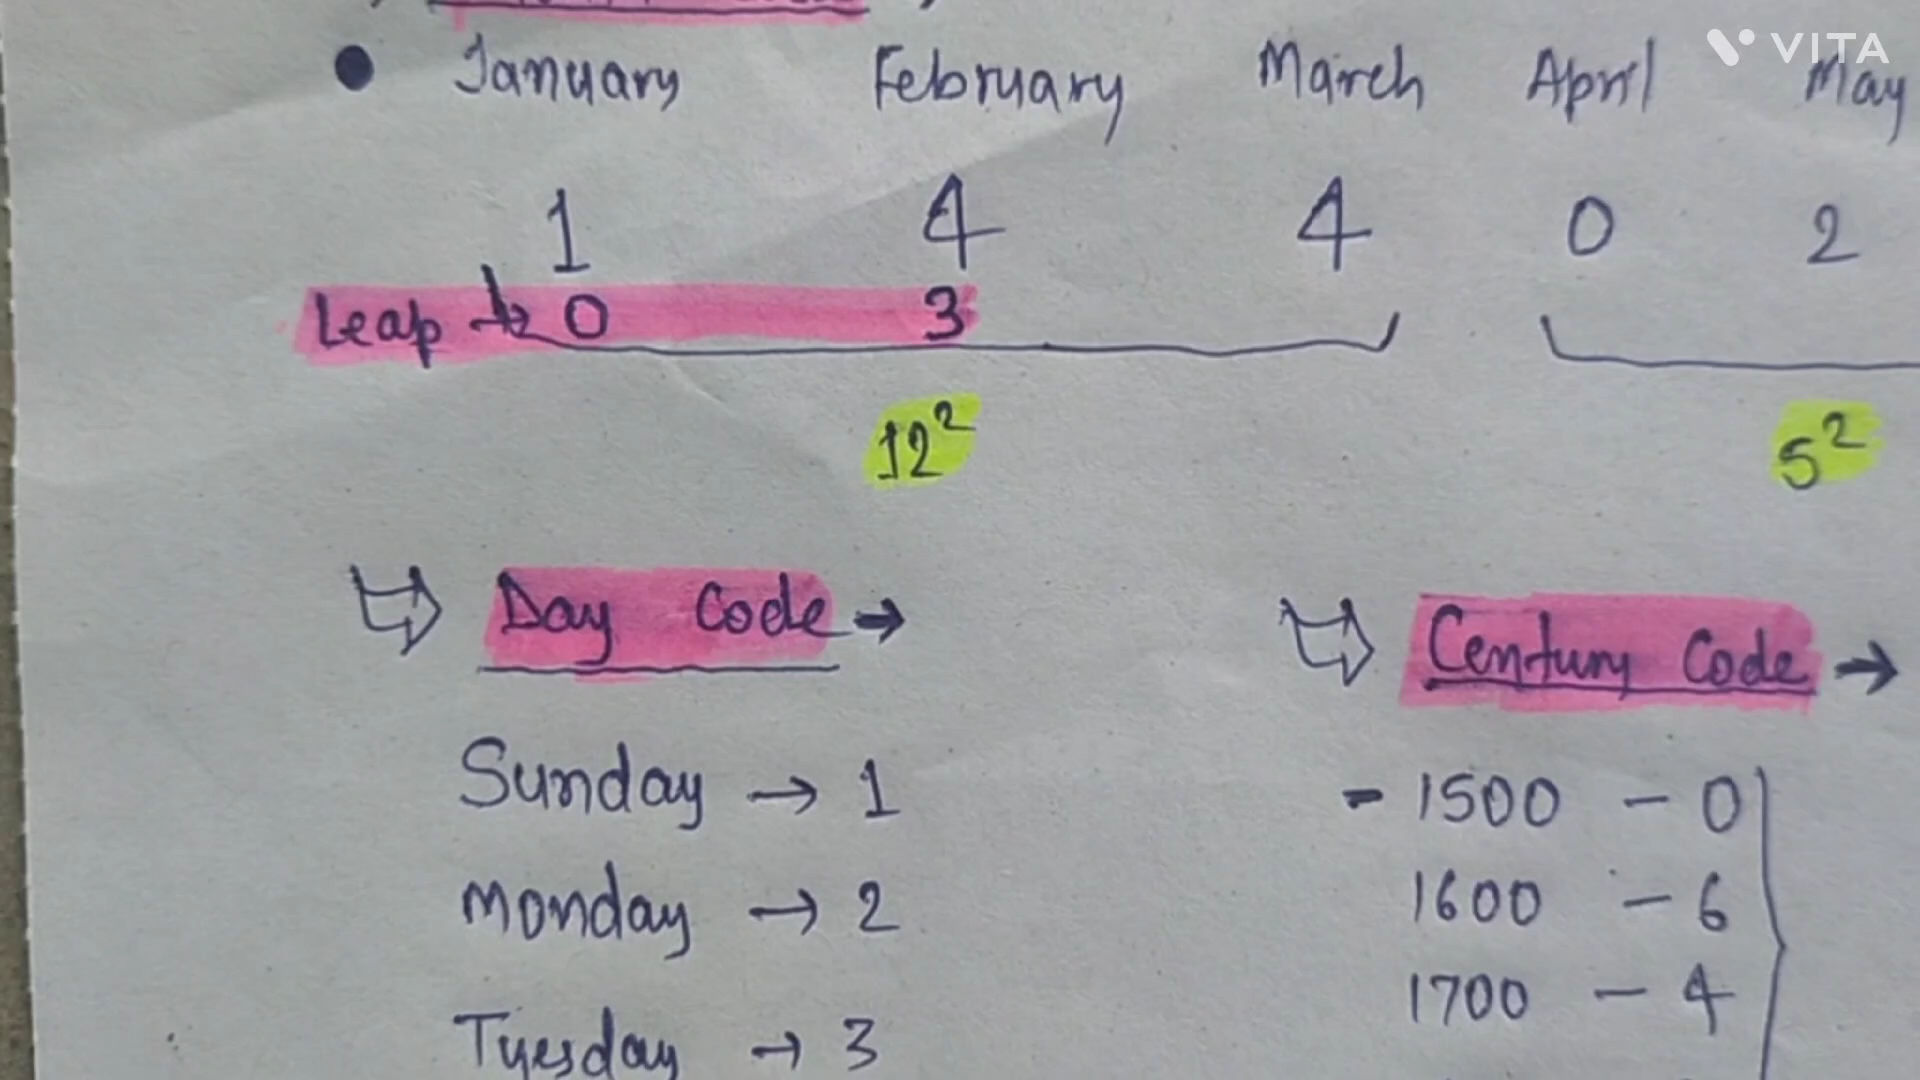 VITA
January February March April May
1 4 4 0 2
Leap → 0 3
12² 5²
Day Code → Century Code →
Sunday → 1 - 1500 - 0
Monday → 2 1600 - 6
1700 - 4
Tuesday → 3